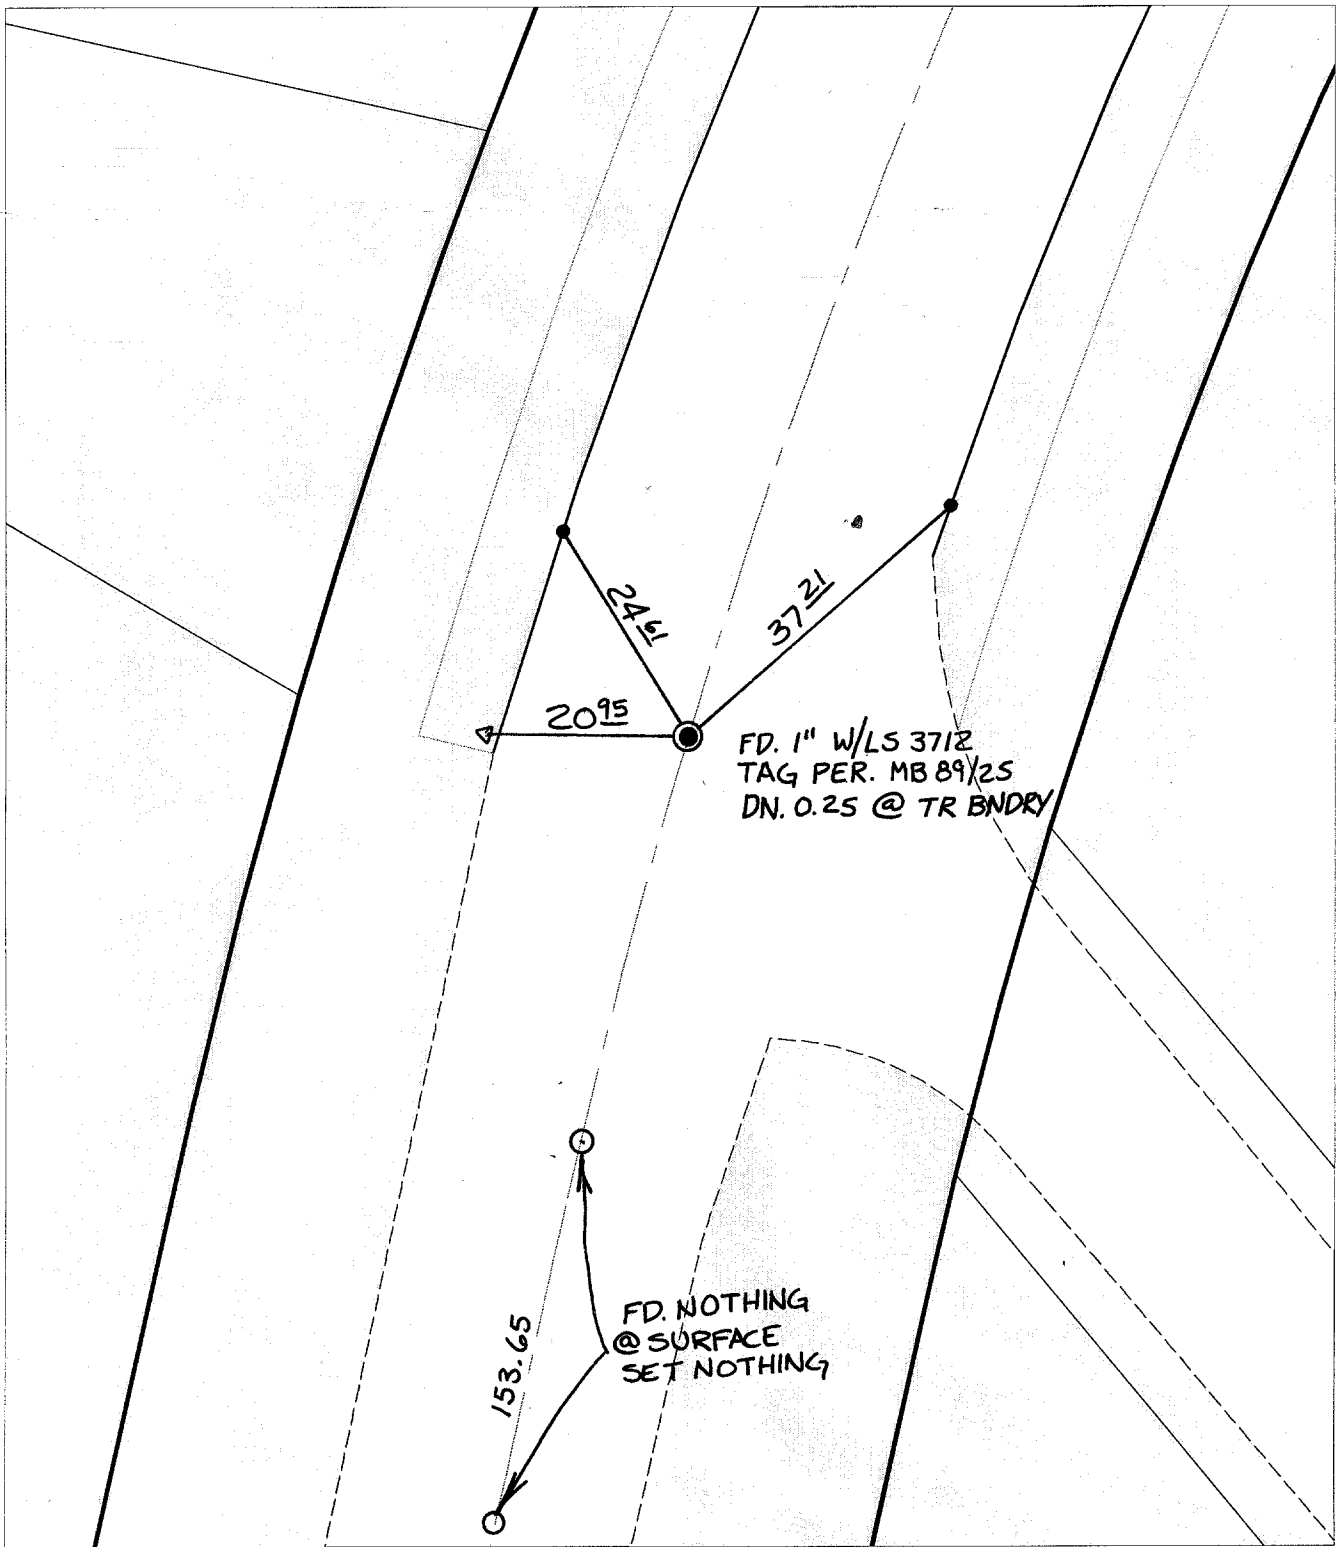 24 61
37 21
20 95
FD. 1" W/LS 3712
TAG PER. MB 89/25
DN. 0.25 @ TR BNDRY
FD. NOTHING
@ SURFACE
SET NOTHING
153.65